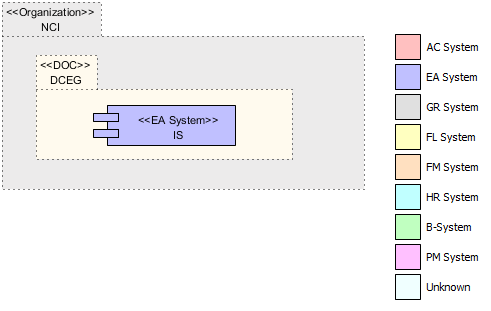 <<Organization>>
NCI
<<DOC>>
DCEG
<<EA System>>
IS
AC System
EA System
GR System
FL System
FM System
HR System
B-System
PM System
Unknown